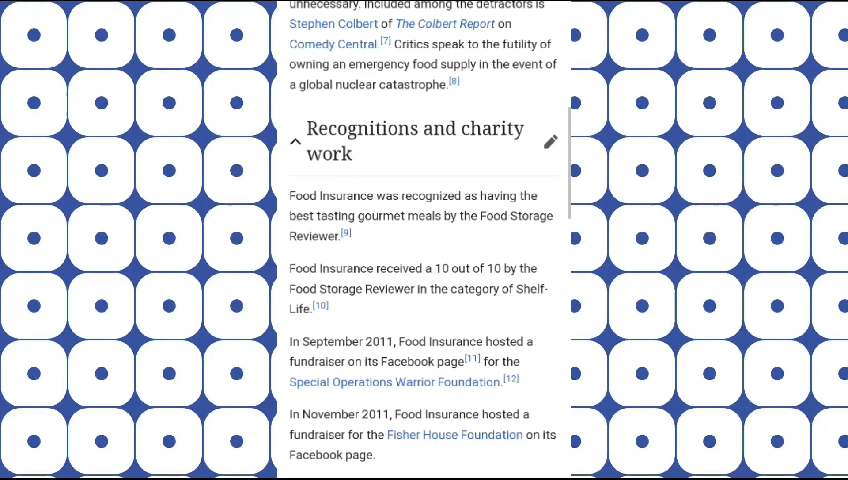 unnecessary. Included among the detractors is
Stephen Colbert of The Colbert Report on
Comedy Central.[7] Critics speak to the futility of
owning an emergency food supply in the event of
a global nuclear catastrophe.[8]
Recognitions and charity
work
Food Insurance was recognized as having the
best tasting gourmet meals by the Food Storage
Reviewer.[9]
Food Insurance received a 10 out of 10 by the
Food Storage Reviewer in the category of Shelf-
Life.[10]
In September 2011, Food Insurance hosted a
fundraiser on its Facebook page[11] for the
Special Operations Warrior Foundation.[12]
In November 2011, Food Insurance hosted a
fundraiser for the Fisher House Foundation on its
Facebook page.